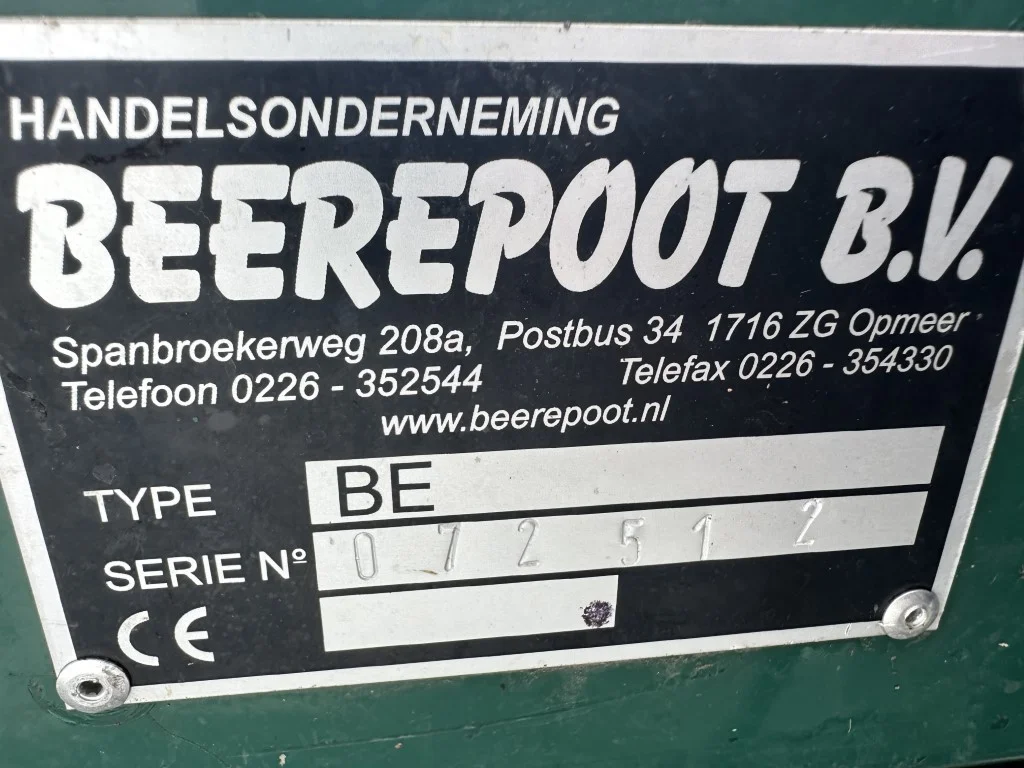 HANDELSONDERNEMING
BEEREPOOT B.V.
Spanbroekerweg 208a, Postbus 34 1716 ZG Opmeer
Telefoon 0226 - 352544 Telefax 0226 - 354330
www.beerepoot.nl
TYPE BE
SERIE Nº 072512
CE